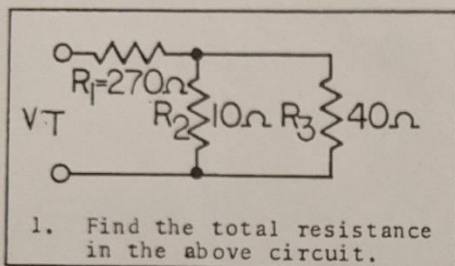 R1=270Ω
VT R2 10Ω R3 40Ω
1. Find the total resistance
in the above circuit.